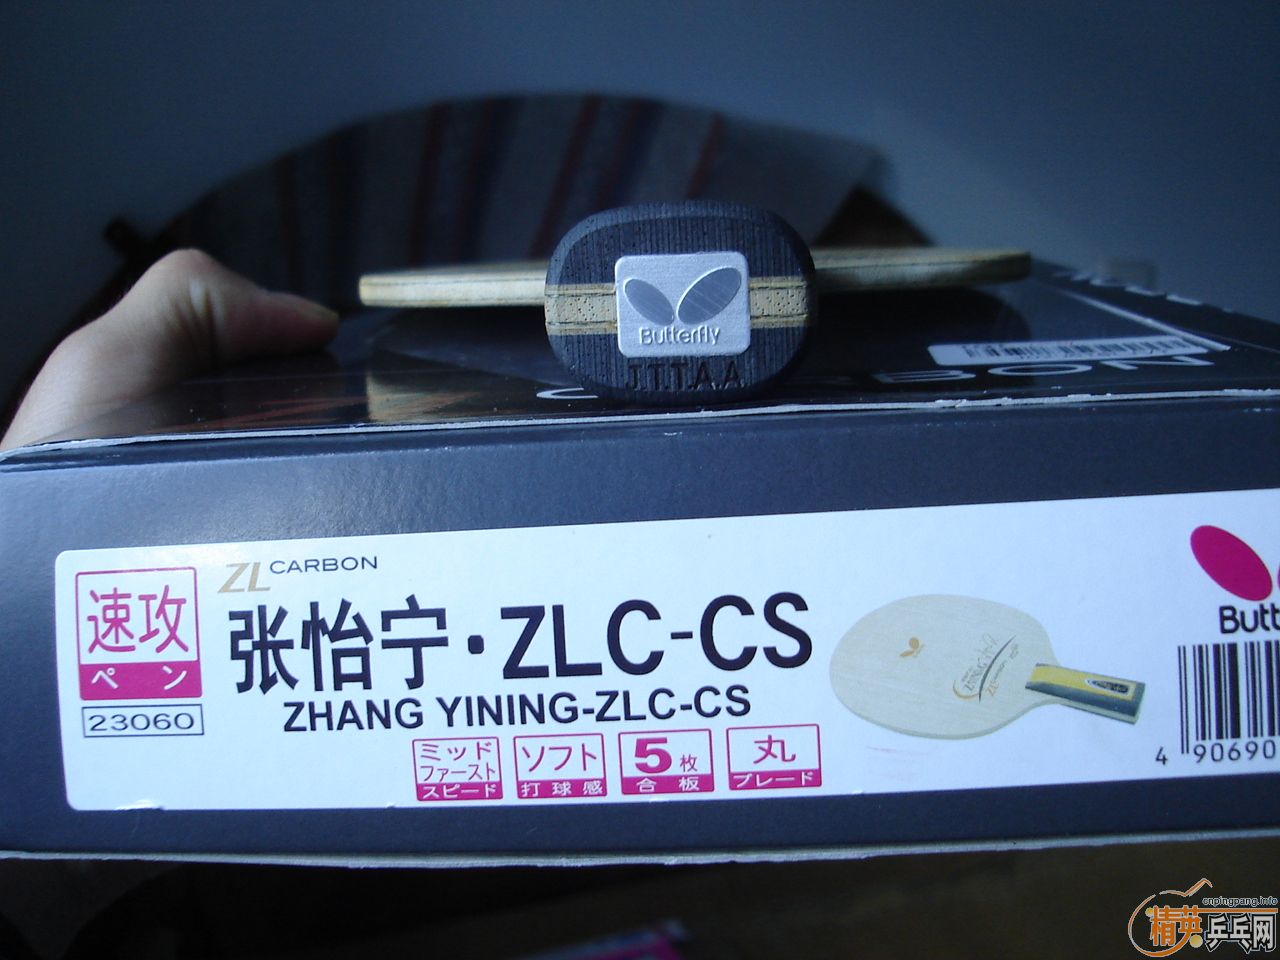 Butterfly
J.T.T.A.A
速攻
ペン
23060
ZL CARBON
张怡宁·ZLC-CS
ZHANG YINING-ZLC-CS
ミッド
ファースト
スピード
ソフト
打球感
5枚
合板
丸
ブレード
Butt
4 90690
cnpingpang.info
精英乒乓网